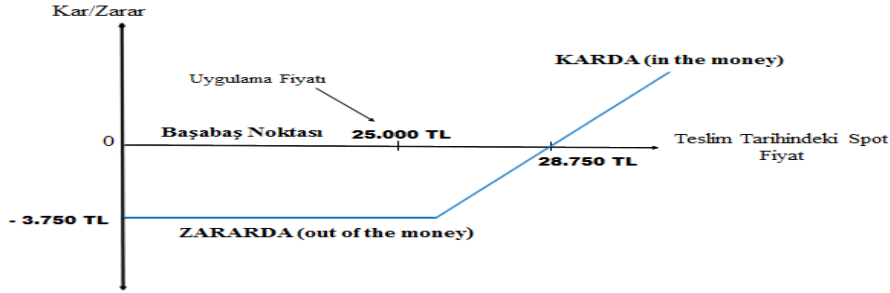 Kar/Zarar
KARDA (in the money)
Uygulama Fiyatı
Başabaş Noktası
25.000 TL
0
Teslim Tarihindeki Spot
Fiyat
28.750 TL
- 3.750 TL
ZARARDA (out of the money)